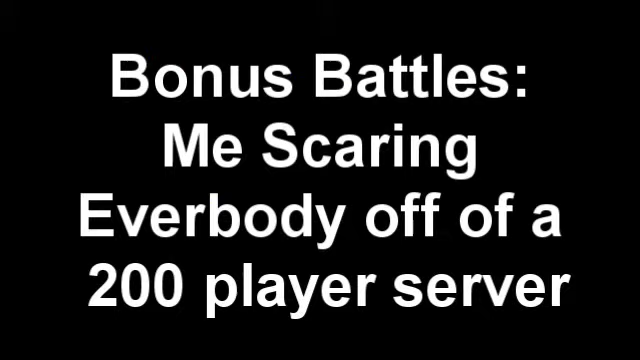 Bonus Battles:
Me Scaring
Everbody off of a
200 player server